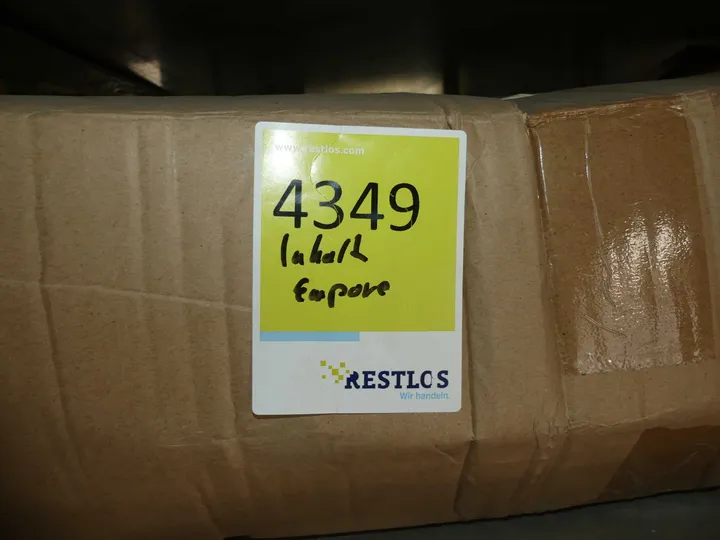 www.restlos.com
4349
Inhalt
Empore
RESTLOS
Wir handeln.